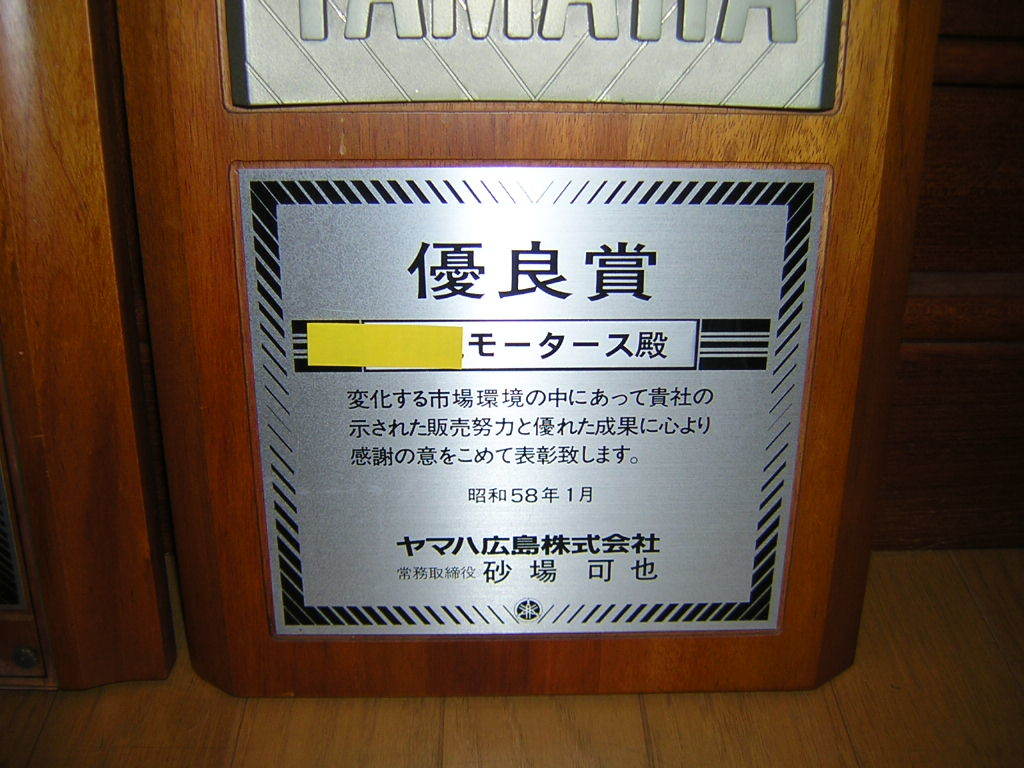 YAMAHA
優良賞
モータース殿
変化する市場環境の中にあって貴社の
示された販売努力と優れた成果に心より
感謝の意をこめて表彰致します。
昭和58年1月
ヤマハ広島株式会社
常務取締役 砂場 可也